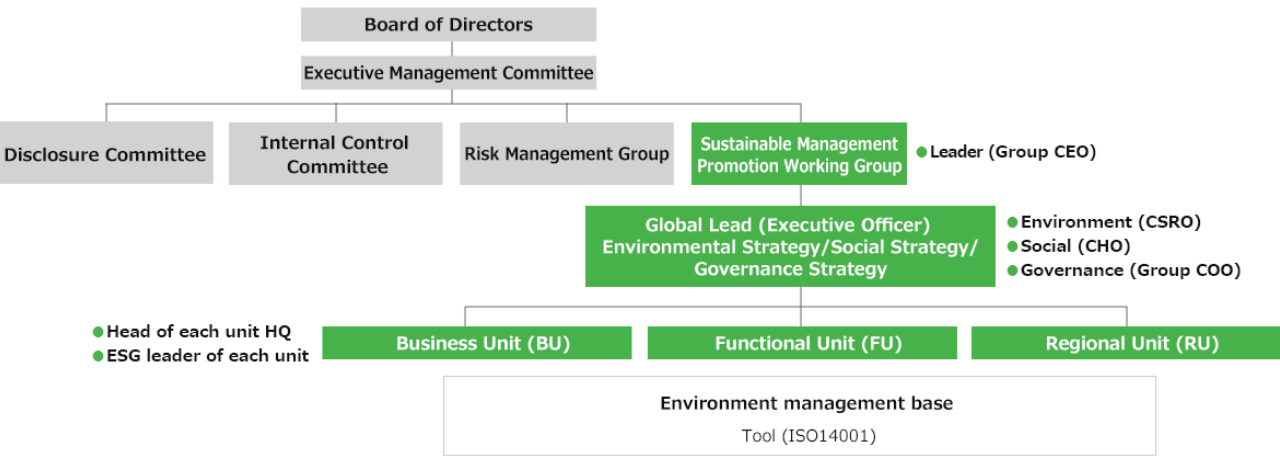 Board of Directors
Executive Management Committee
Disclosure Committee
Internal Control
Committee
Risk Management Group
Sustainable Management
Promotion Working Group
Leader (Group CEO)
Global Lead (Executive Officer)
Environmental Strategy/Social Strategy/
Governance Strategy
Environment (CSRO)
Social (CHO)
Governance (Group COO)
Head of each unit HQ
ESG leader of each unit
Business Unit (BU)
Functional Unit (FU)
Regional Unit (RU)
Environment management base
Tool (ISO14001)